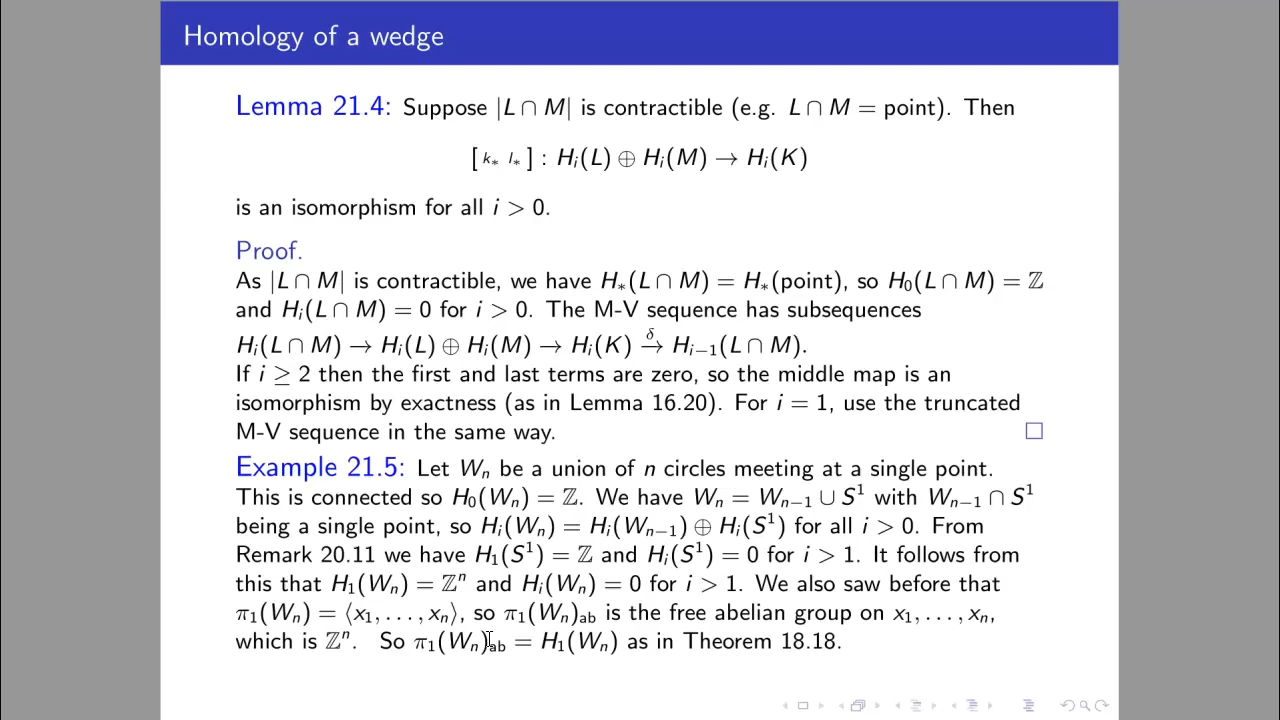 Homology of a wedge
Lemma 21.4: Suppose |L ∩ M| is contractible (e.g. L ∩ M = point). Then
[ k∗ l∗ ] : Hᵢ(L) ⊕ Hᵢ(M) → Hᵢ(K)
is an isomorphism for all i > 0.
Proof.
As |L ∩ M| is contractible, we have H∗(L ∩ M) = H∗(point), so H₀(L ∩ M) = ℤ
and Hᵢ(L ∩ M) = 0 for i > 0. The M-V sequence has subsequences
Hᵢ(L ∩ M) → Hᵢ(L) ⊕ Hᵢ(M) → Hᵢ(K) →^δ Hᵢ₋₁(L ∩ M).
If i ≥ 2 then the first and last terms are zero, so the middle map is an
isomorphism by exactness (as in Lemma 16.20). For i = 1, use the truncated
M-V sequence in the same way. □
Example 21.5: Let Wₙ be a union of n circles meeting at a single point.
This is connected so H₀(Wₙ) = ℤ. We have Wₙ = Wₙ₋₁ ∪ S¹ with Wₙ₋₁ ∩ S¹
being a single point, so Hᵢ(Wₙ) = Hᵢ(Wₙ₋₁) ⊕ Hᵢ(S¹) for all i > 0. From
Remark 20.11 we have H₁(S¹) = ℤ and Hᵢ(S¹) = 0 for i > 1. It follows from
this that H₁(Wₙ) = ℤⁿ and Hᵢ(Wₙ) = 0 for i > 1. We also saw before that
π₁(Wₙ) = ⟨x₁, . . . , xₙ⟩, so π₁(Wₙ)ab is the free abelian group on x₁, . . . , xₙ,
which is ℤⁿ. So π₁(Wₙ)ab = H₁(Wₙ) as in Theorem 18.18.